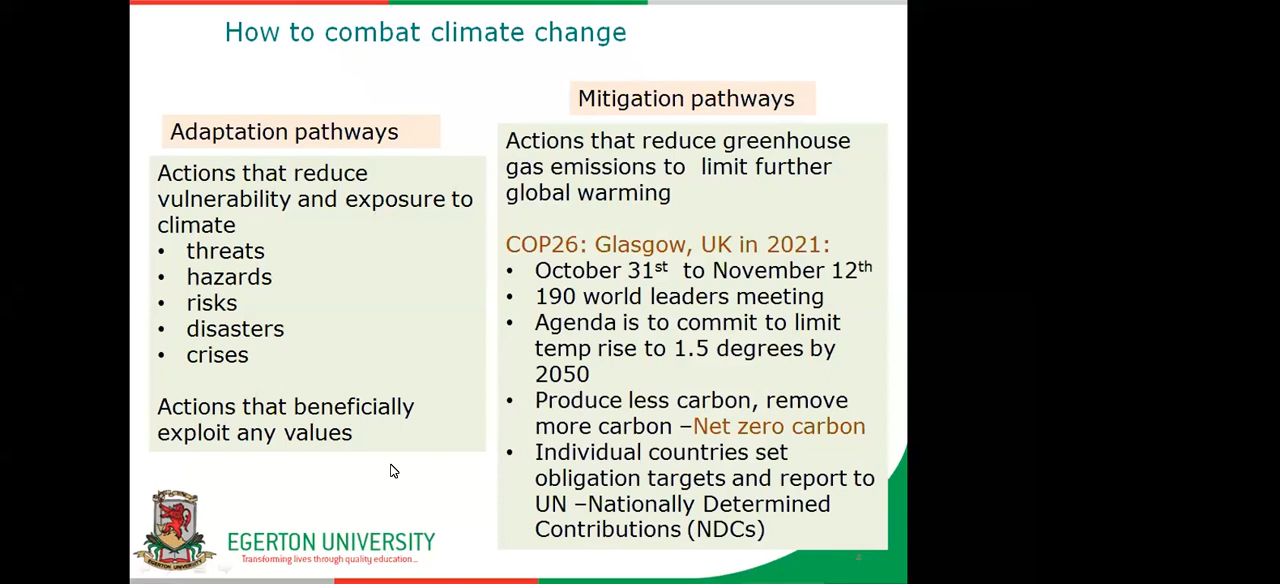 How to combat climate change
Adaptation pathways
Actions that reduce
vulnerability and exposure to
climate
• threats
• hazards
• risks
• disasters
• crises
Actions that beneficially
exploit any values
Mitigation pathways
Actions that reduce greenhouse
gas emissions to limit further
global warming
COP26: Glasgow, UK in 2021:
• October 31st to November 12th
• 190 world leaders meeting
• Agenda is to commit to limit
temp rise to 1.5 degrees by
2050
• Produce less carbon, remove
more carbon –Net zero carbon
• Individual countries set
obligation targets and report to
UN –Nationally Determined
Contributions (NDCs)
EGERTON UNIVERSITY
Transforming lives through quality education...
EGERTON UNIVERSITY